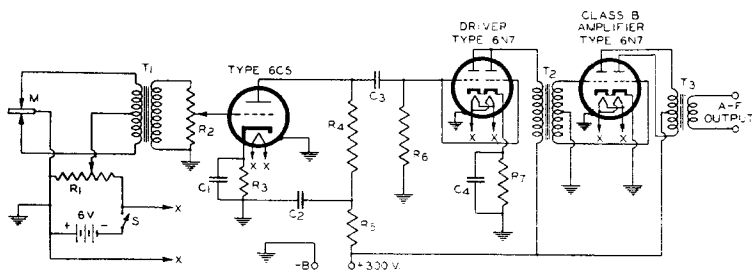 DRIVER
TYPE 6N7
CLASS B
AMPLIFIER
TYPE 6N7
T1
TYPE 6C5
C3
T2
T3
M
R2
R4
R6
A-F
OUTPUT
R1
C1
R3
X X
C2
C4
R7
X X
X X
6V
+ -
S
X
R5
X
-B
+300 V.